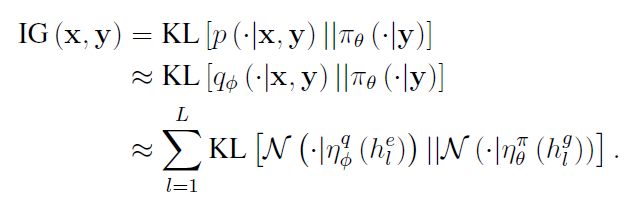 IG (x, y) = KL [p (·|x, y) ||π_θ (·|y)]
≈ KL [q_ϕ (·|x, y) ||π_θ (·|y)]
≈ ∑_{l=1}^{L} KL [𝒩 (·|η_ϕ^q (h_l^e)) ||𝒩 (·|η_θ^π (h_l^g))] .